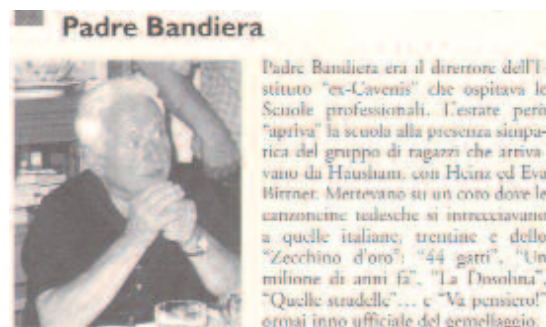 Padre Bandiera
Padre Bandiera era il direttore dell'I-
stituto "ex-Cavenis" che ospitava le
Scuole professionali. L'estate però
"apriva" la scuola alla presenza simpa-
tica del gruppo di ragazzi che arriva-
vano da Hausham, con Heinz ed Eva
Bittner. Mettevano su un coro dove le
canzoncine tedesche si intrecciavano
a quelle italiane, trentine e dello
"Zecchino d'oro": "44 gatti", "Un
milione di anni fa", "La Dosolina",
"Quelle stradelle"... e "Va pensiero!"
ormai inno ufficiale del gemellaggio.